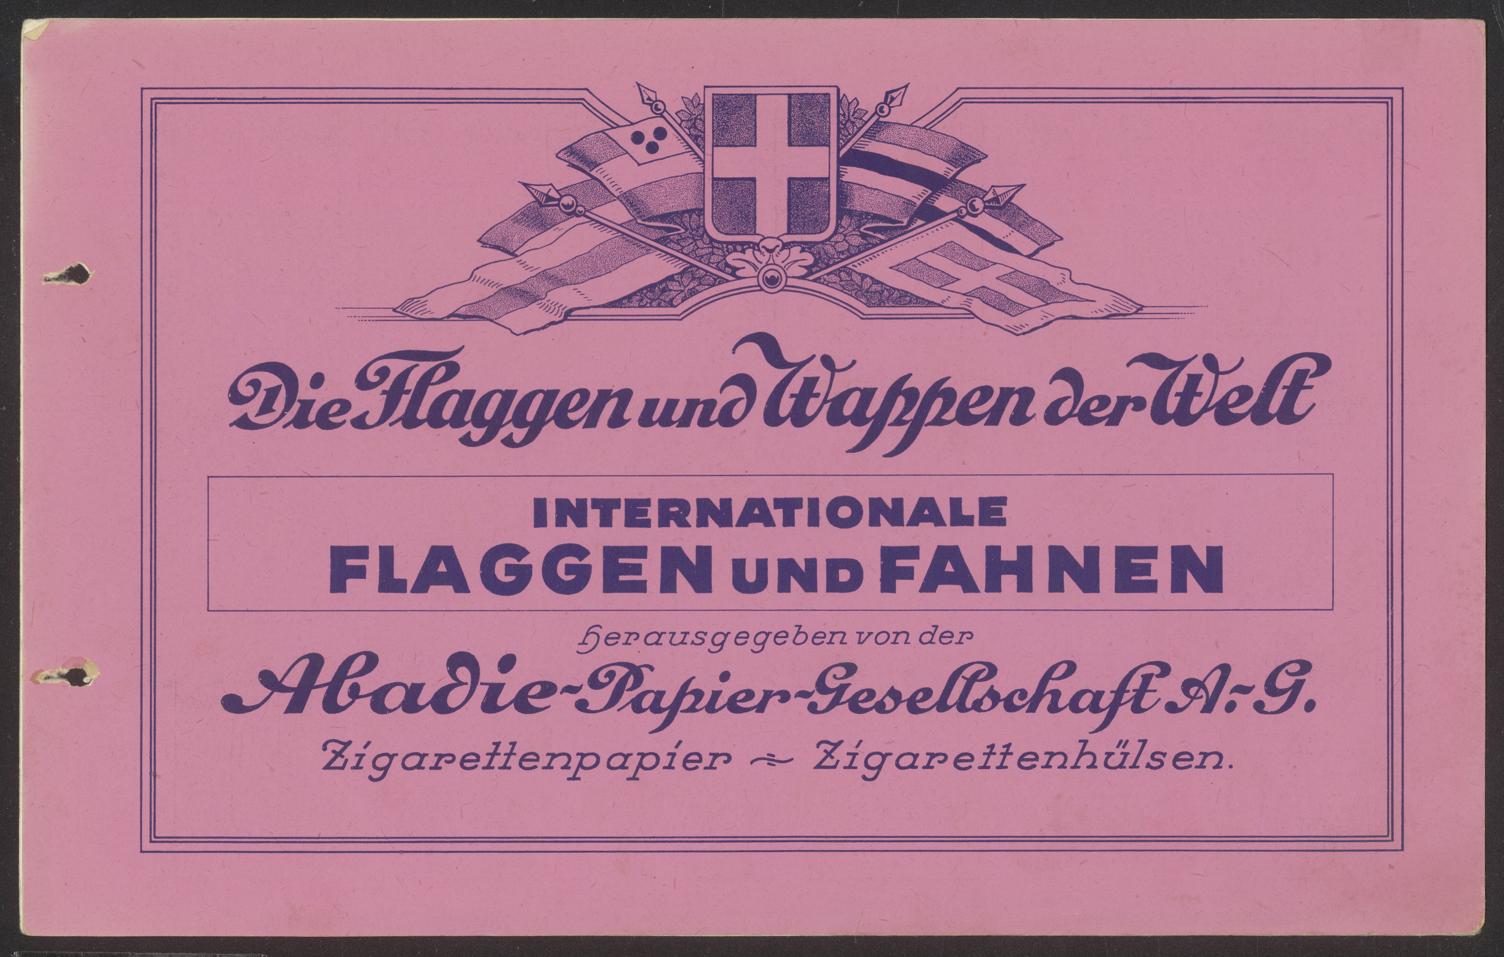 Die Flaggen und Wappen der Welt
INTERNATIONALE
FLAGGEN UND FAHNEN
herausgegeben von der
Abadie-Papier-Gesellschaft A.-G.
Zigarettenpapier ~ Zigarettenhülsen.